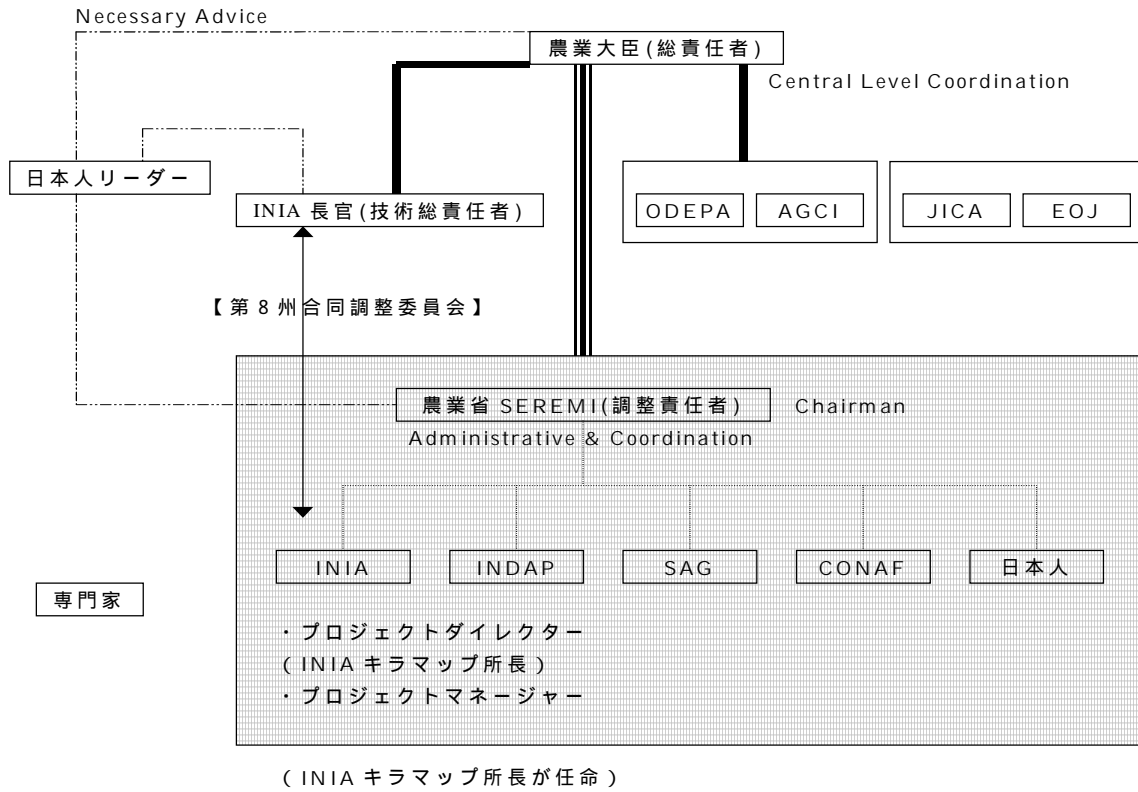 Necessary Advice
農業大臣(総責任者)
Central Level Coordination
日本人リーダー
INIA 長官(技術総責任者)
ODEPA
AGCI
JICA
EOJ
【第8州合同調整委員会】
農業省 SEREMI(調整責任者)
Chairman
Administrative & Coordination
INIA
INDAP
SAG
CONAF
日本人
専門家
・プロジェクトダイレクター
(INIA キラマップ所長)
・プロジェクトマネージャー
(INIA キラマップ所長が任命)